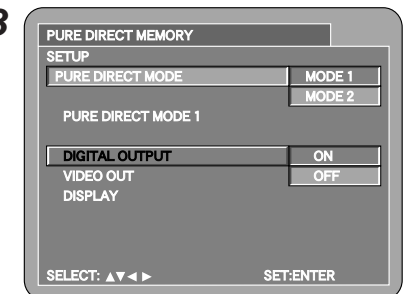 3
PURE DIRECT MEMORY
SETUP
PURE DIRECT MODE MODE 1
MODE 2
PURE DIRECT MODE 1
DIGITAL OUTPUT ON
VIDEO OUT OFF
DISPLAY
SELECT: ▲▼◄ ► SET:ENTER